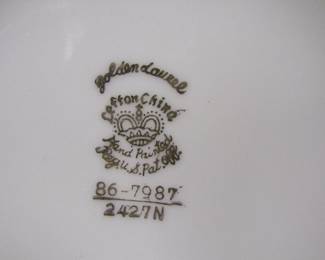 Golden Laurel
Lefton China
Hand Painted
Reg. U.S. Pat. Off.
86-7987
2427N